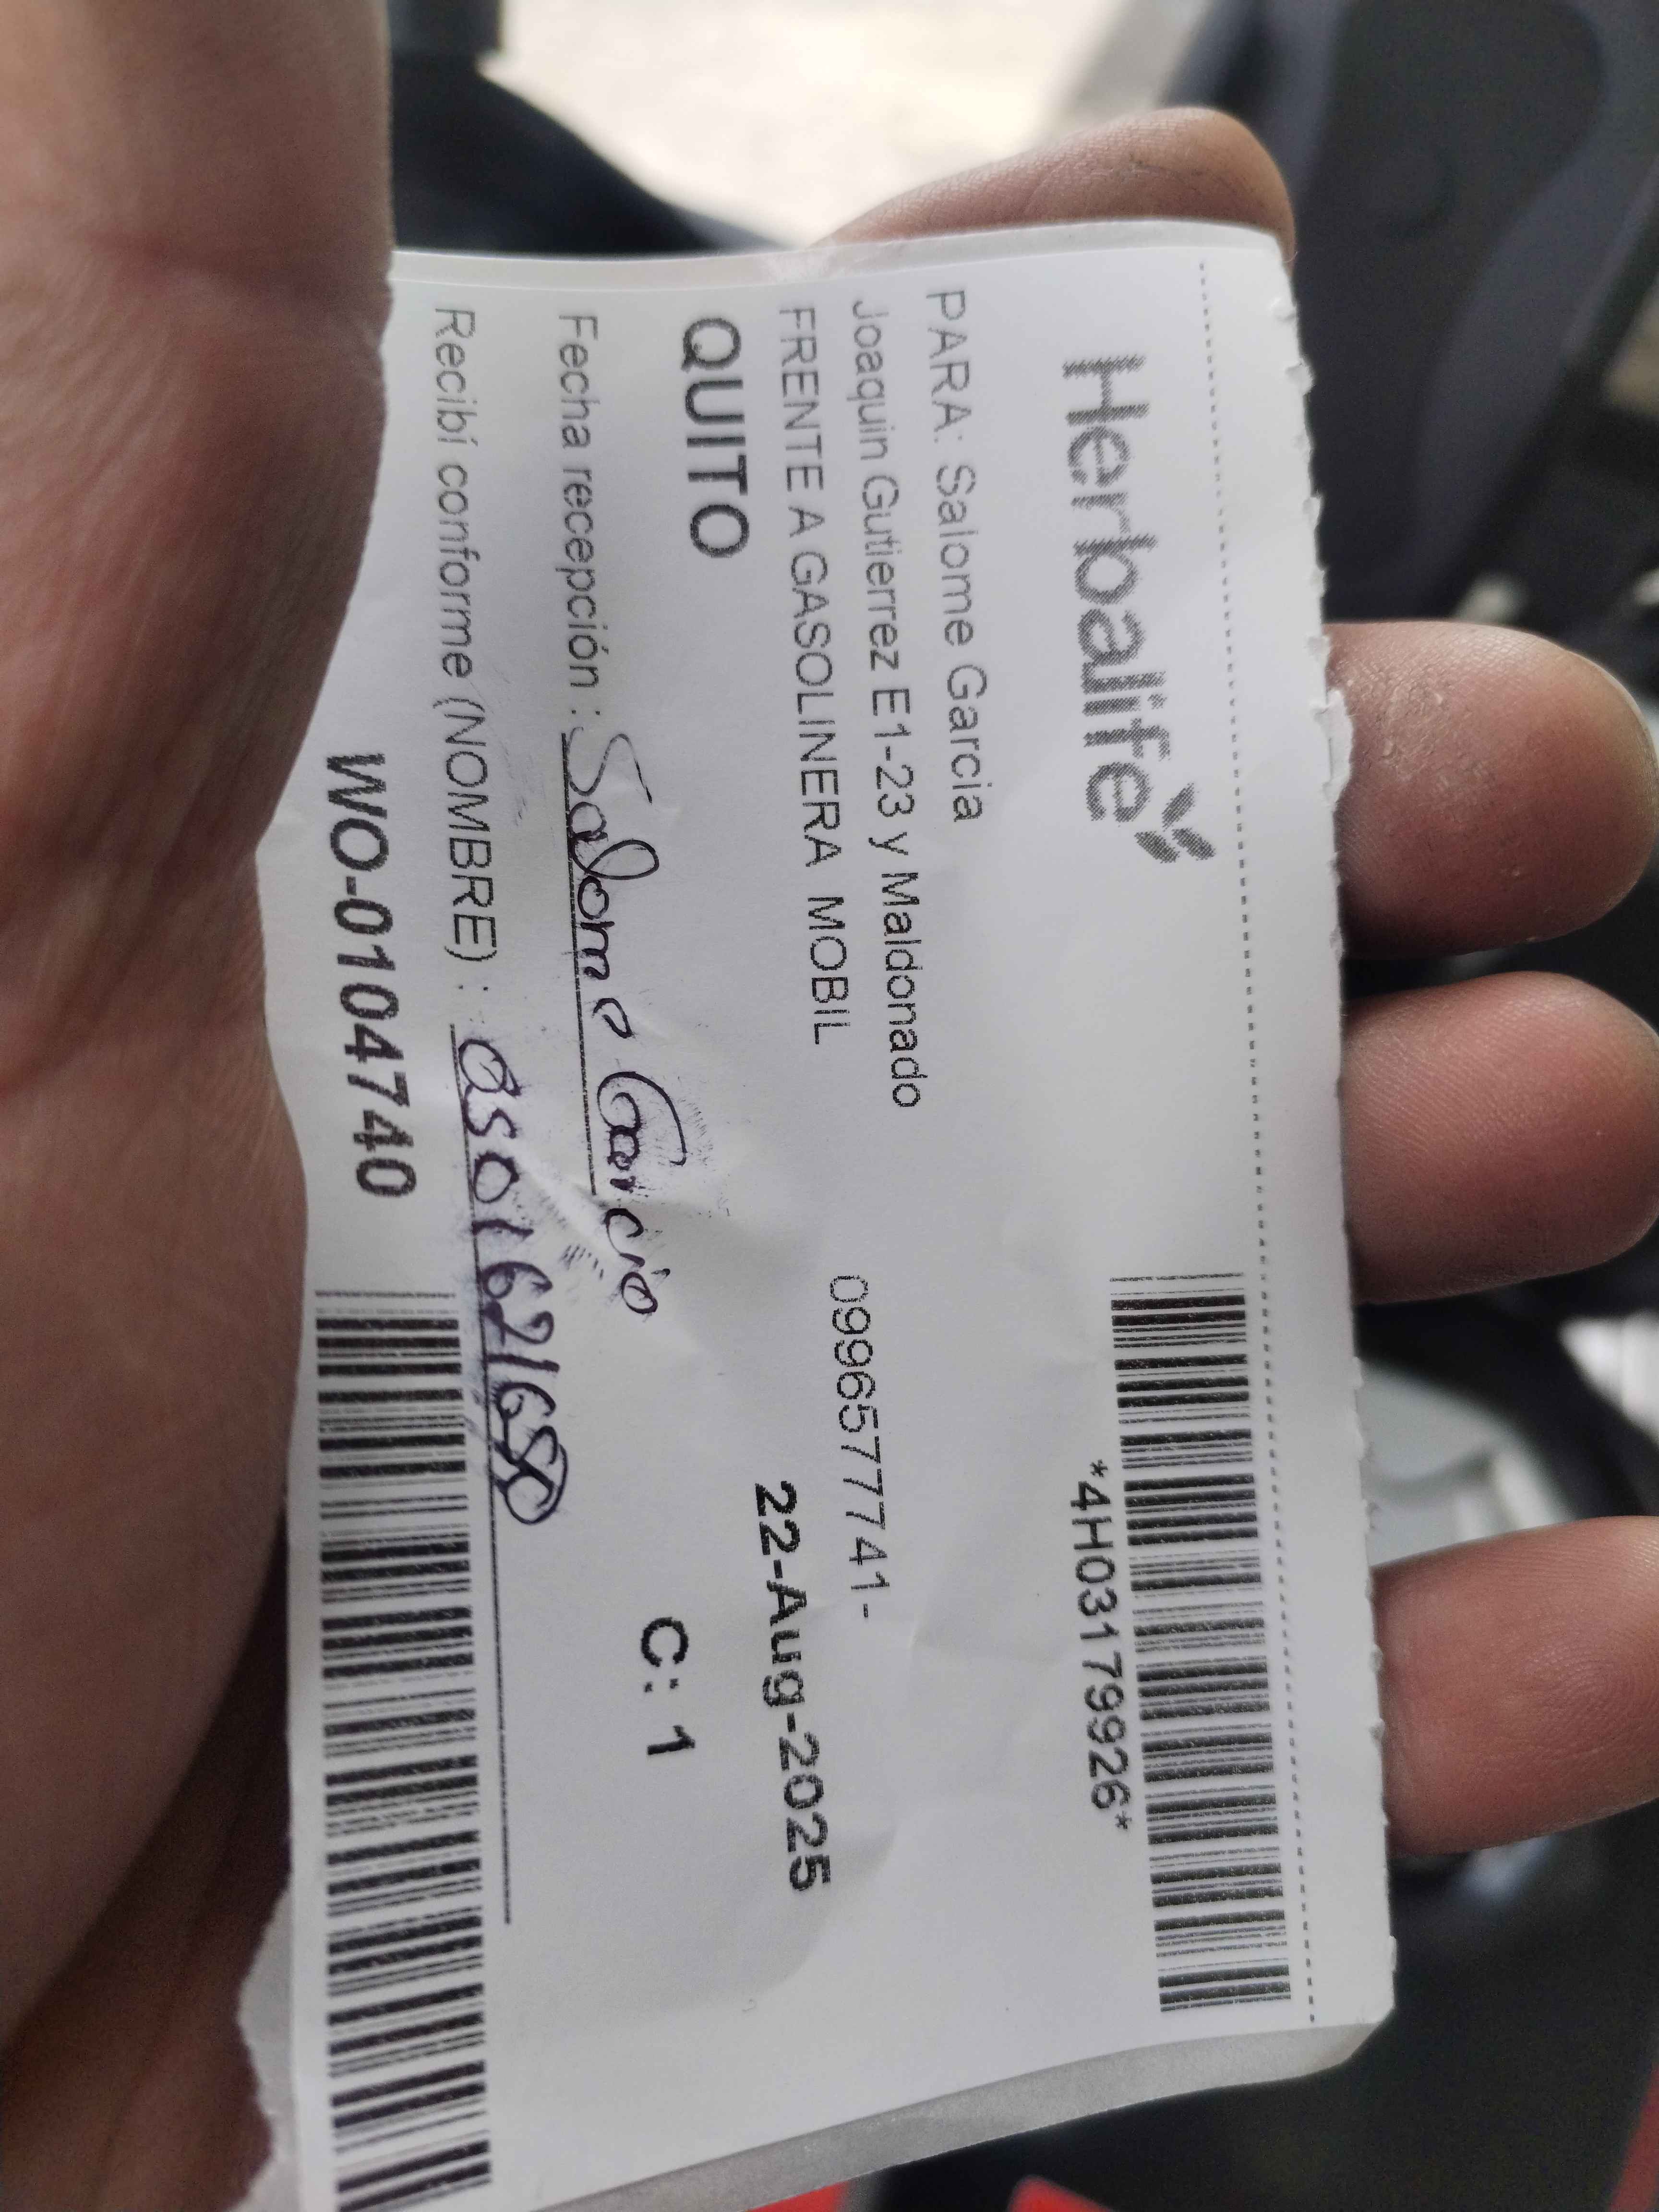 Herbalife
*4H03179926*
PARA: Salome Garcia
Joaquin Gutierrez E1-23 y Maldonado
FRENTE A GASOLINERA MOBIL
0996577741-
QUITO
22-Aug-2025
Fecha recepción : Salome Garcia
C: 1
Recibí conforme (NOMBRE) :
WO-0104740